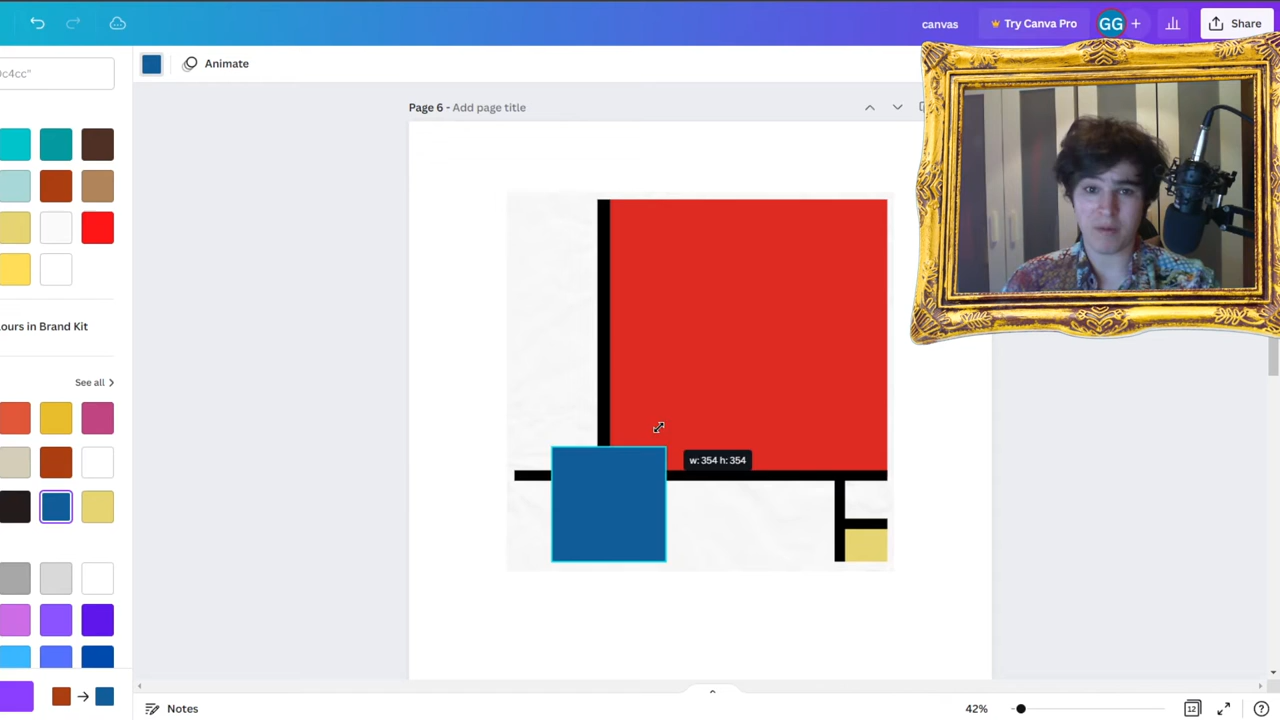 canvas
Try Canva Pro
GG
+
Share
9c4cc"
Animate
Page 6 - Add page title
ours in Brand Kit
See all
w: 354 h: 354
Notes
42%
12
?